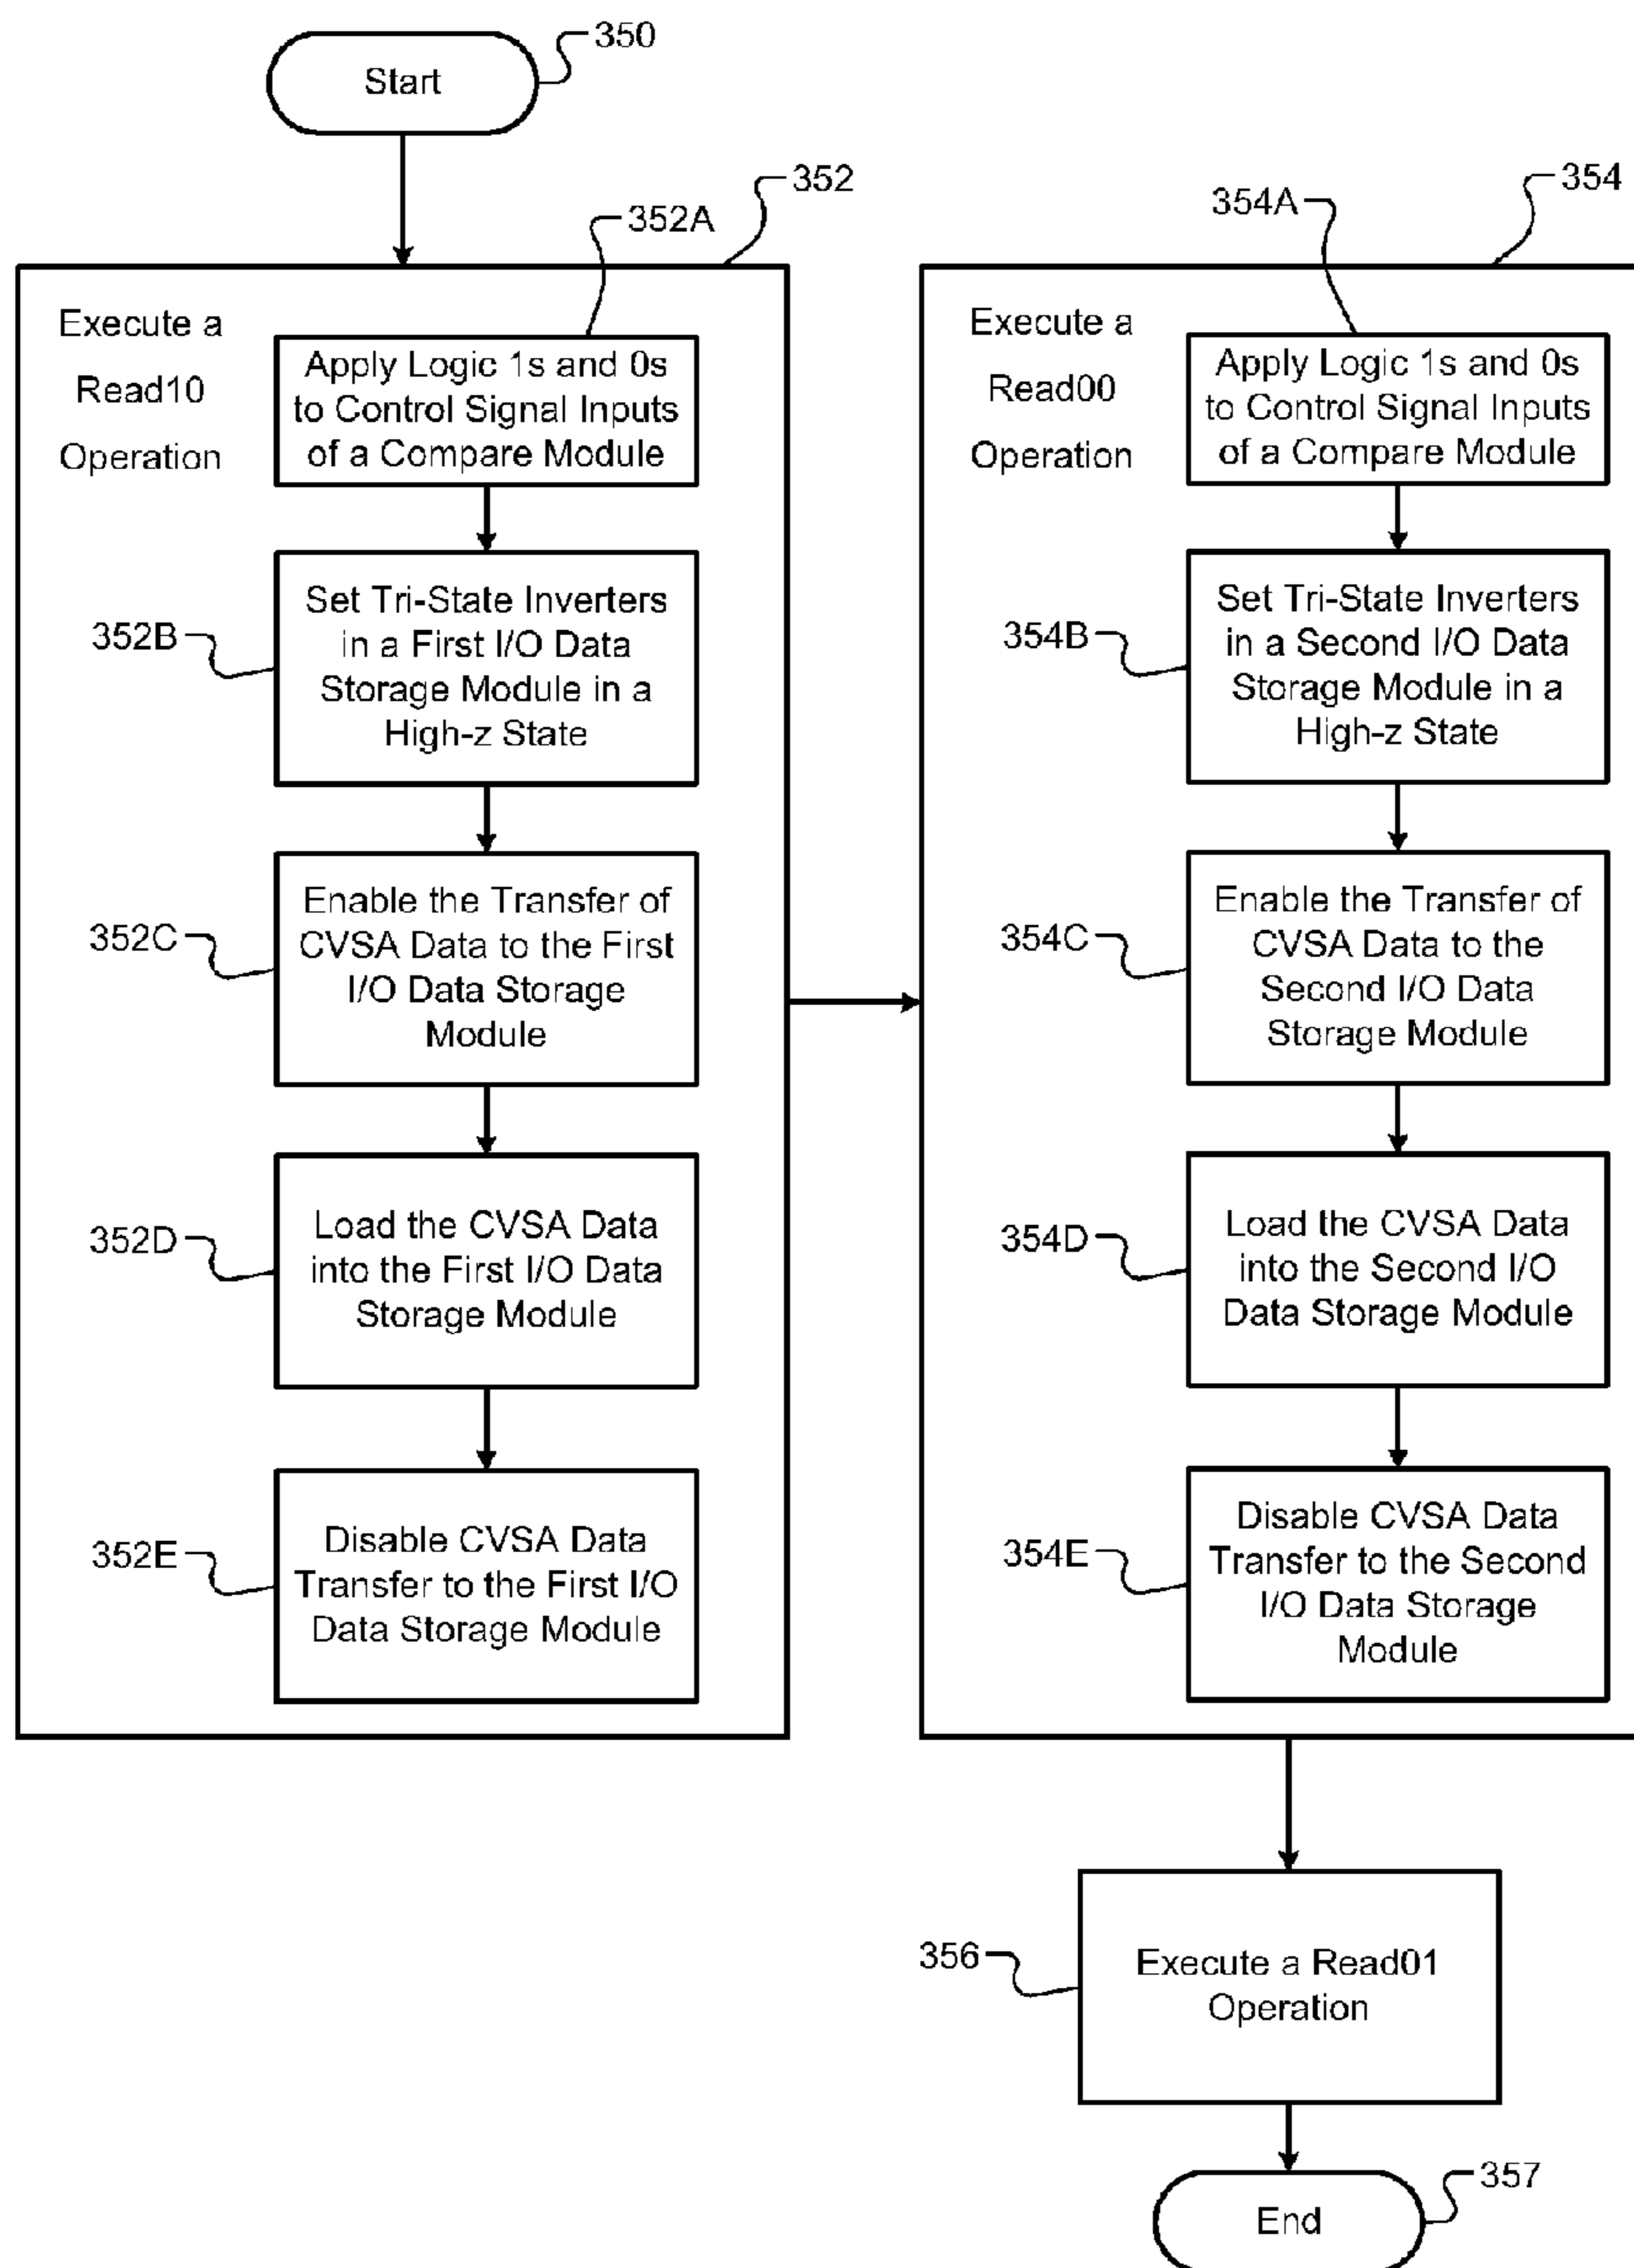 350
Start
352
352A
Execute a
Read10
Operation
Apply Logic 1s and 0s
to Control Signal Inputs
of a Compare Module
352B
Set Tri-State Inverters
in a First I/O Data
Storage Module in a
High-z State
352C
Enable the Transfer of
CVSA Data to the First
I/O Data Storage
Module
352D
Load the CVSA Data
into the First I/O Data
Storage Module
352E
Disable CVSA Data
Transfer to the First I/O
Data Storage Module
354
354A
Execute a
Read00
Operation
Apply Logic 1s and 0s
to Control Signal Inputs
of a Compare Module
354B
Set Tri-State Inverters
in a Second I/O Data
Storage Module in a
High-z State
354C
Enable the Transfer of
CVSA Data to the
Second I/O Data
Storage Module
354D
Load the CVSA Data
into the Second I/O
Data Storage Module
354E
Disable CVSA Data
Transfer to the Second
I/O Data Storage
Module
356
Execute a Read01
Operation
357
End